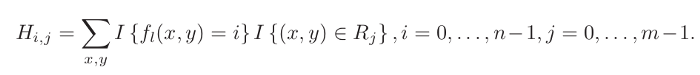 H_{i,j} = \sum_{x,y} I \{ f_l(x, y) = i \} I \{ (x, y) \in R_j \} , i = 0, \ldots, n-1, j = 0, \ldots, m-1.